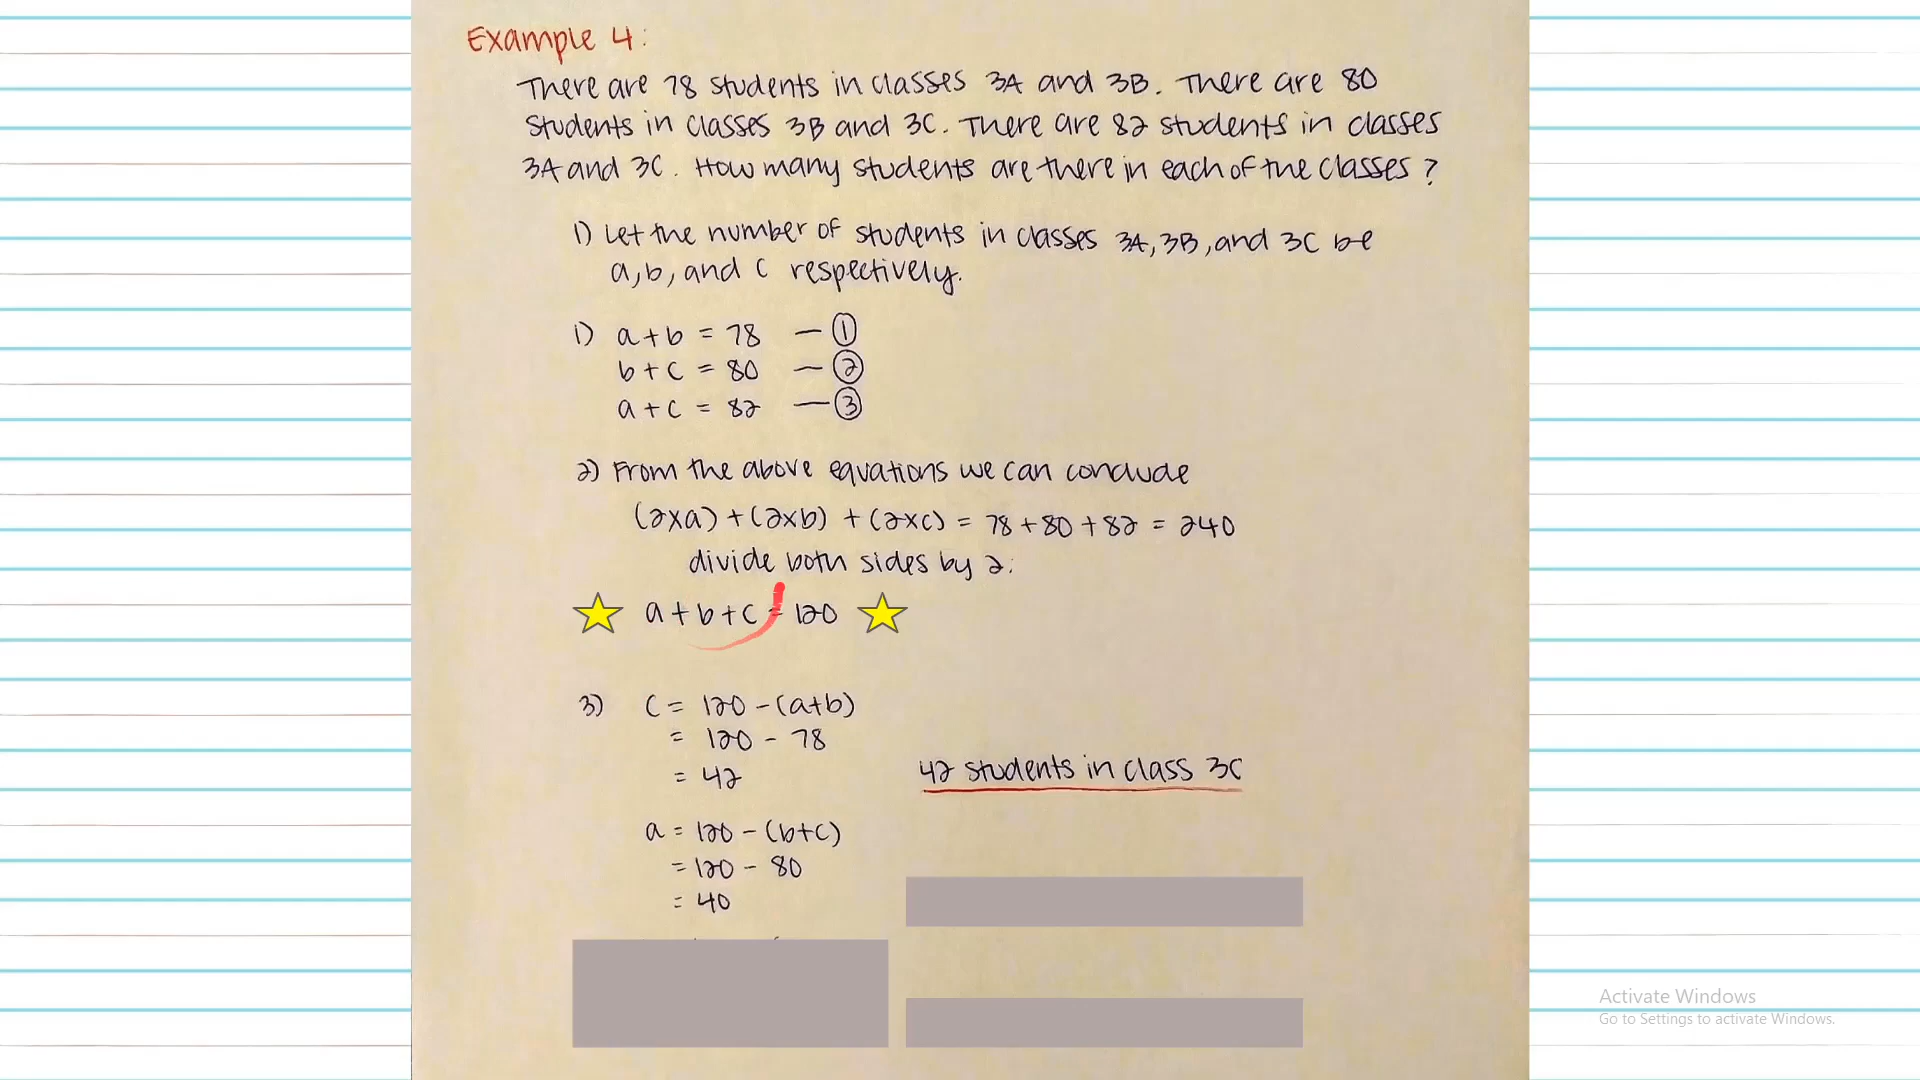 Example 4:
There are 78 students in classes 3A and 3B. There are 80
students in classes 3B and 3C. There are 82 students in classes
3A and 3C. How many students are there in each of the classes?
1) Let the number of students in classes 3A, 3B, and 3C be
a, b, and c respectively.
1) a + b = 78 — ①
b + c = 80 — ②
a + c = 82 — ③
2) From the above equations we can conclude
(2xa) + (2xb) + (2xc) = 78 + 80 + 82 = 240
divide both sides by 2:
a + b + c = 120
3) c = 120 - (a+b)
= 120 - 78
= 42
42 students in class 3C
a = 120 - (b+c)
= 120 - 80
= 40
Activate Windows
Go to Settings to activate Windows.